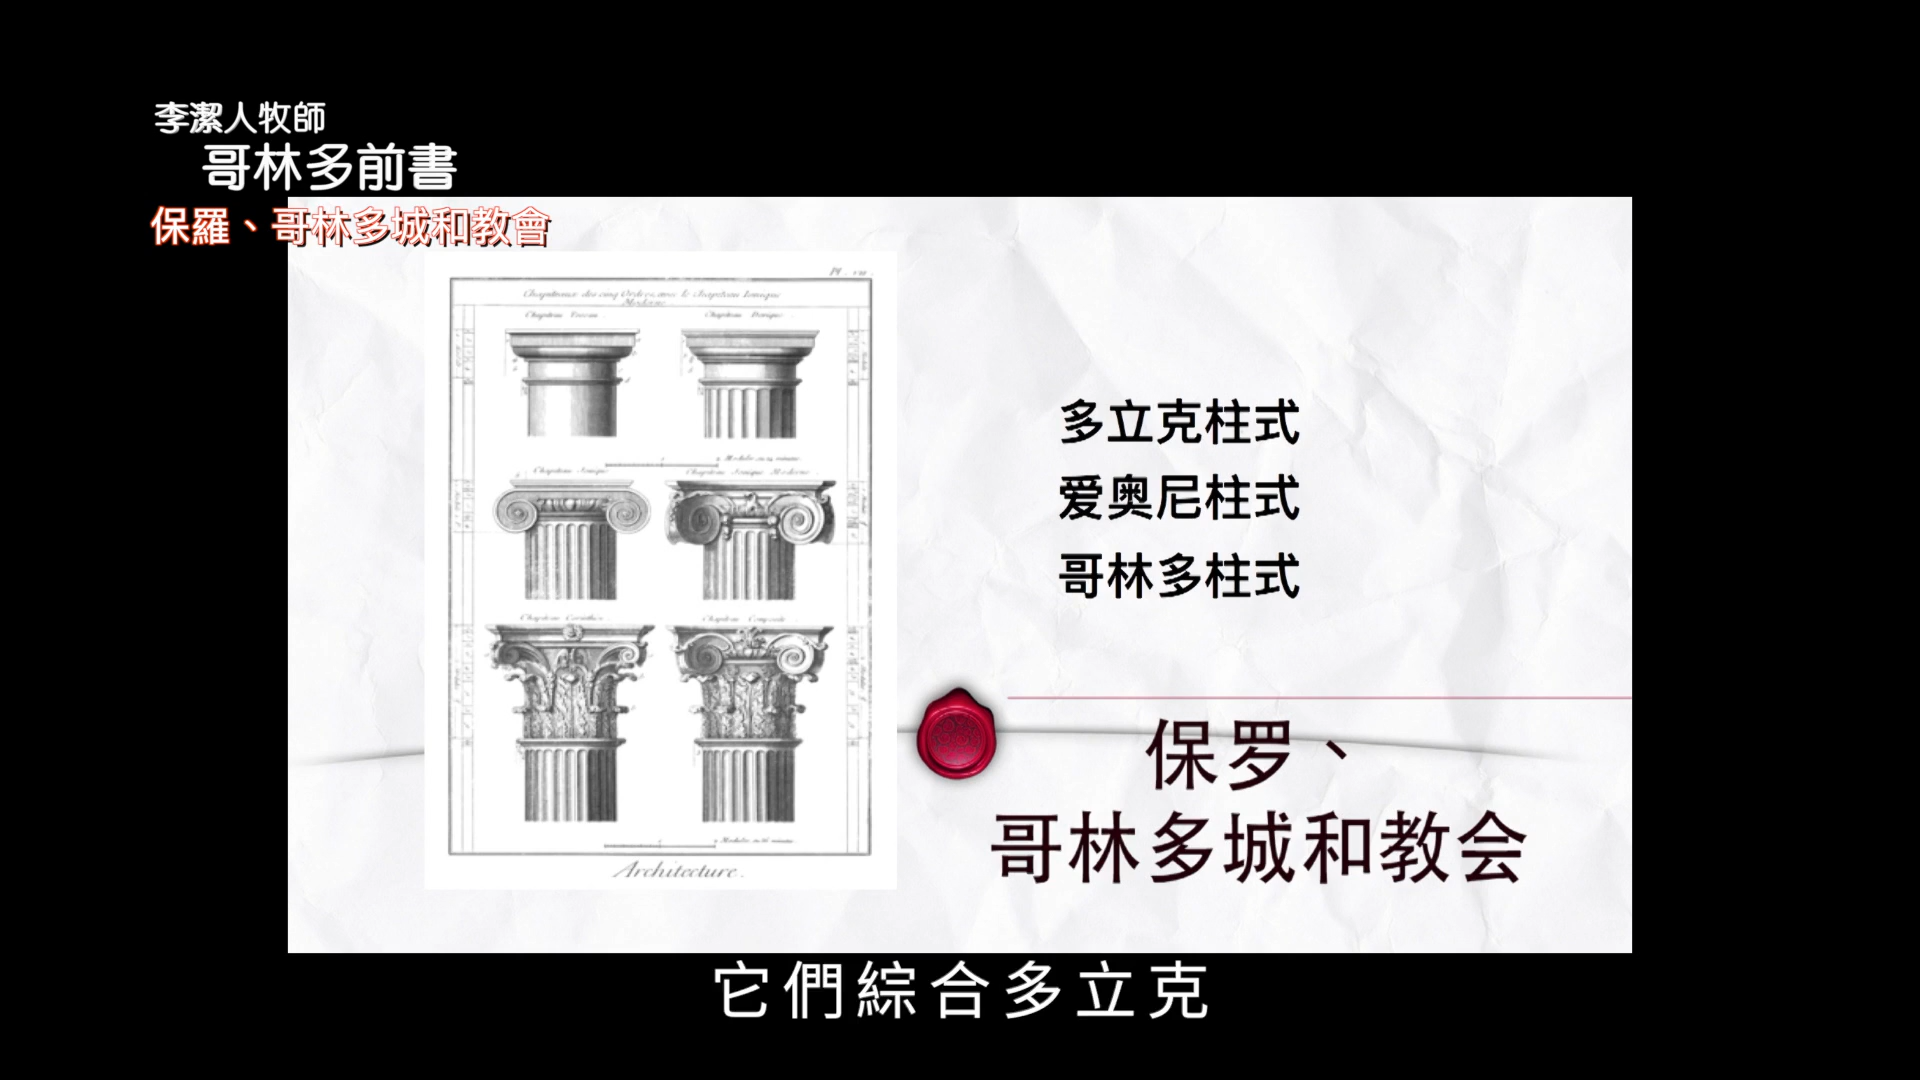 李潔人牧師
哥林多前書
保羅、哥林多城和教會
Architecture.
多立克柱式
爱奥尼柱式
哥林多柱式
保罗、
哥林多城和教会
它們綜合多立克